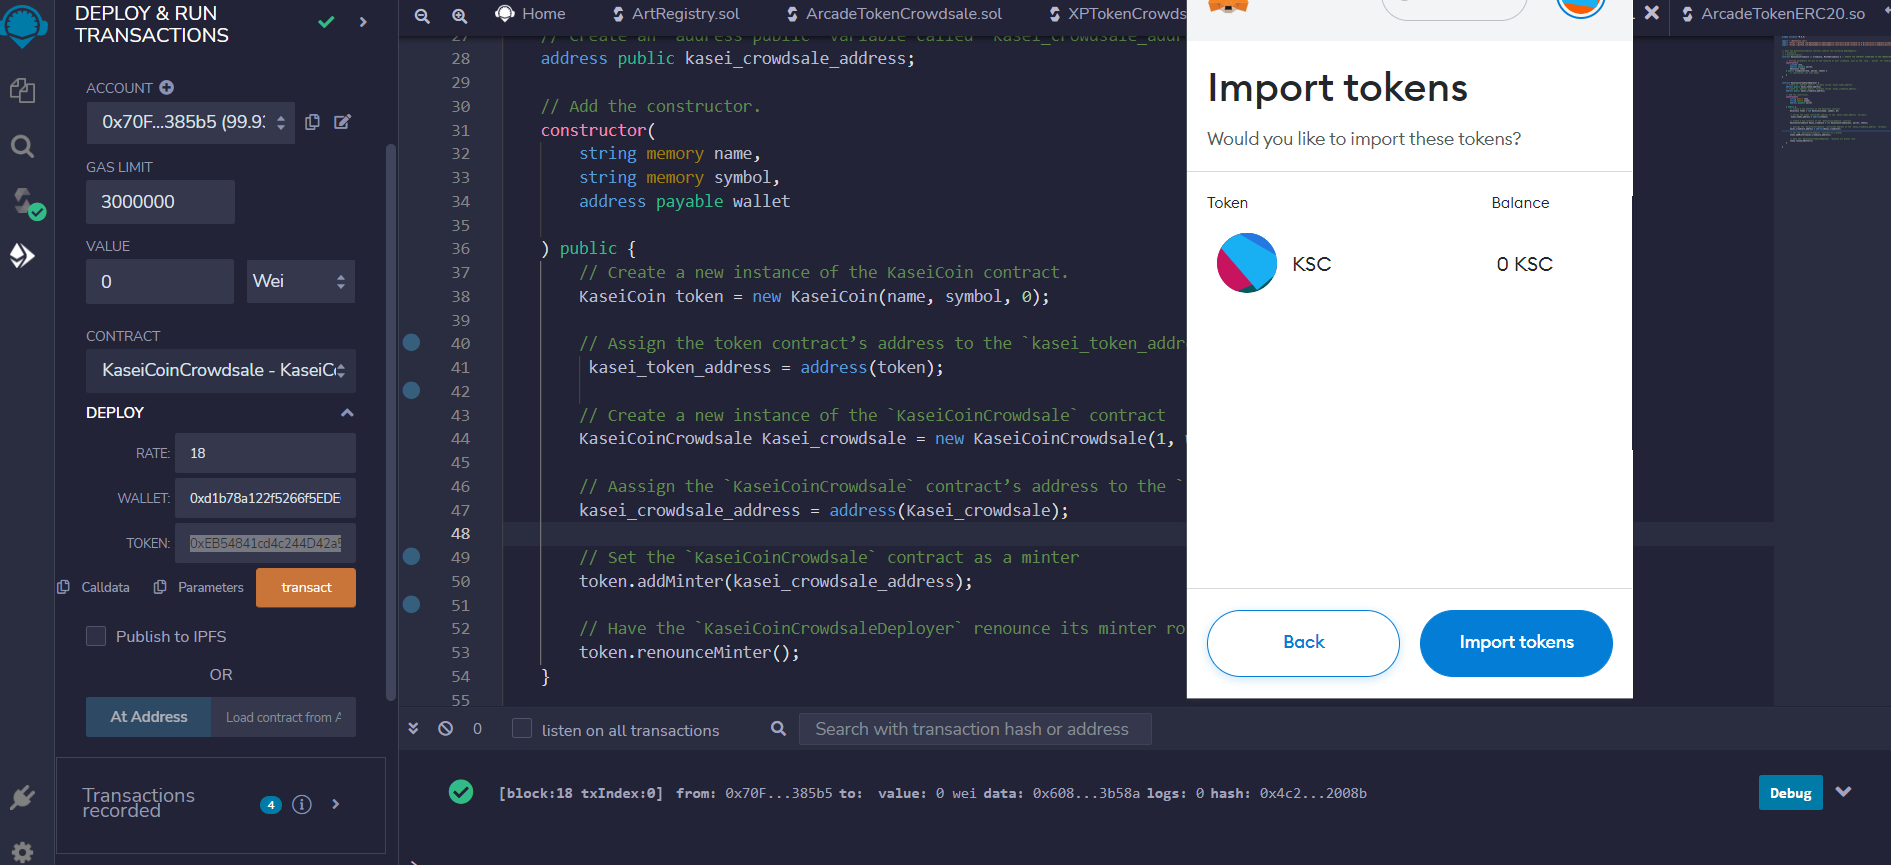 DEPLOY & RUN
TRANSACTIONS
ACCOUNT
0x70F...385b5 (99.9
GAS LIMIT
3000000
VALUE
0
Wei
CONTRACT
KaseiCoinCrowdsale - KaseiC
DEPLOY
RATE:
18
WALLET:
0xd1b78a122f5266f5EDE
TOKEN:
0xEB54841cd4c244D42a5
Calldata
Parameters
transact
Publish to IPFS
OR
At Address
Load contract from A
Transactions
recorded
4
Home
ArtRegistry.sol
ArcadeTokenCrowdsale.sol
XPTokenCrowds
ArcadeTokenERC20.so
27 // Create an `address public` variable called `kasei_crowdsale_addr
28 address public kasei_crowdsale_address;
29
30 // Add the constructor.
31 constructor(
32 string memory name,
33 string memory symbol,
34 address payable wallet
35
36 ) public {
37 // Create a new instance of the KaseiCoin contract.
38 KaseiCoin token = new KaseiCoin(name, symbol, 0);
39
40 // Assign the token contract’s address to the `kasei_token_addr
41 kasei_token_address = address(token);
42
43 // Create a new instance of the `KaseiCoinCrowdsale` contract
44 KaseiCoinCrowdsale Kasei_crowdsale = new KaseiCoinCrowdsale(1,
45
46 // Aassign the `KaseiCoinCrowdsale` contract’s address to the `
47 kasei_crowdsale_address = address(Kasei_crowdsale);
48
49 // Set the `KaseiCoinCrowdsale` contract as a minter
50 token.addMinter(kasei_crowdsale_address);
51
52 // Have the `KaseiCoinCrowdsaleDeployer` renounce its minter ro
53 token.renounceMinter();
54 }
55
Import tokens
Would you like to import these tokens?
Token Balance
KSC 0 KSC
Back Import tokens
0
listen on all transactions
Search with transaction hash or address
[block:18 txIndex:0] from: 0x70F...385b5 to: value: 0 wei data: 0x608...3b58a logs: 0 hash: 0x4c2...2008b
Debug